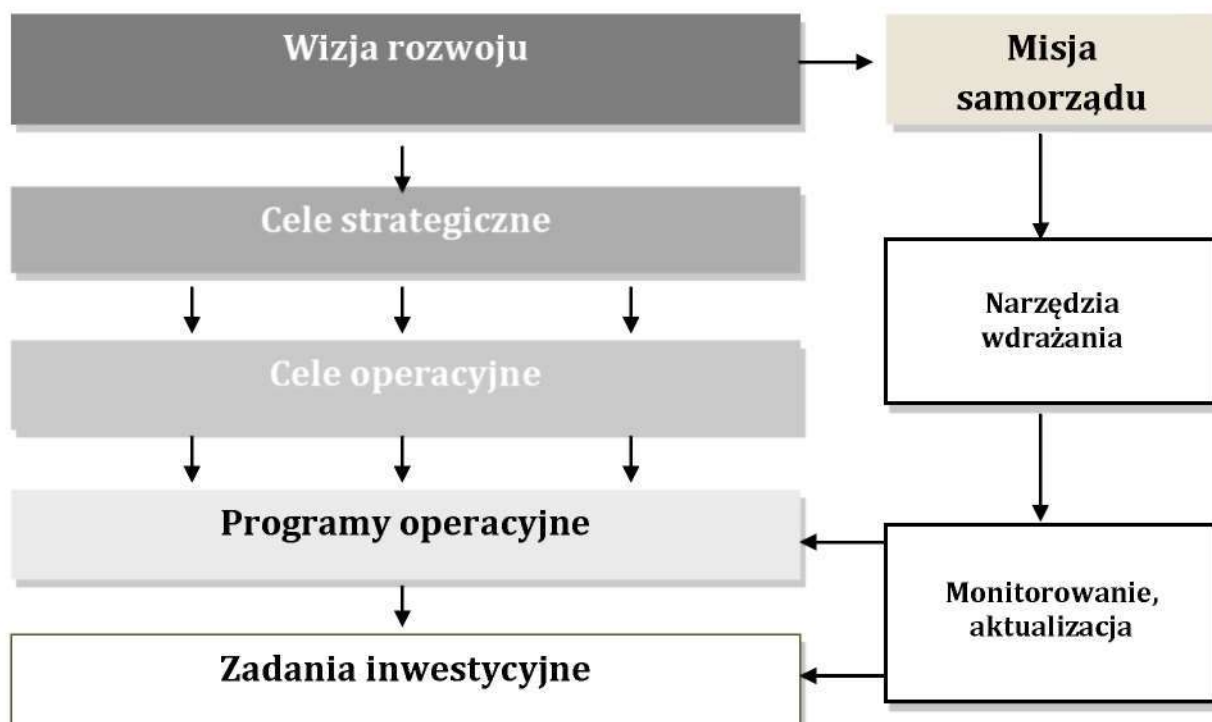 Wizja rozwoju
Misja
samorządu
Cele strategiczne
Narzędzia
wdrażania
Cele operacyjne
Programy operacyjne
Monitorowanie,
aktualizacja
Zadania inwestycyjne